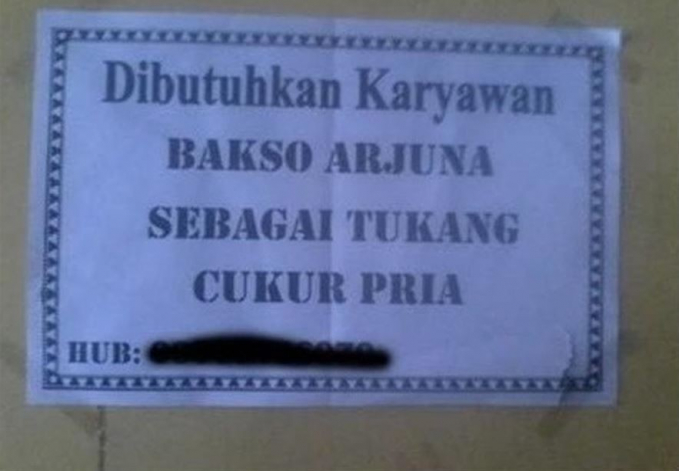 Dibutuhkan Karyawan
BAKSO ARJUNA
SEBAGAI TUKANG
CUKUR PRIA
HUB: